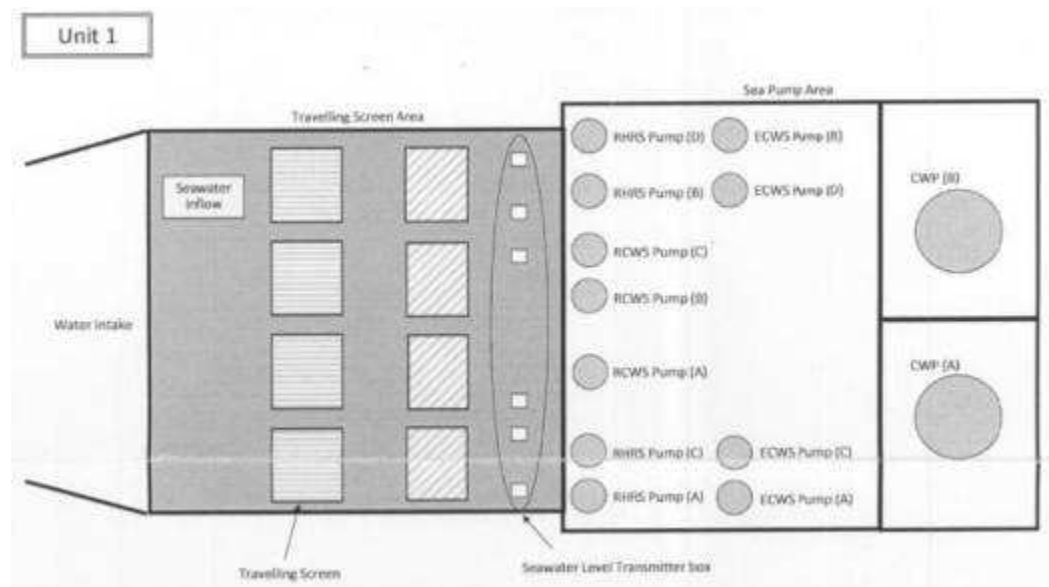 Unit 1
Sea Pump Area
Travelling Screen Area
RHRS Pump (D)
ECWS Pump (B)
Seawater
inflow
RHRS Pump (B)
ECWS Pump (D)
CWP (B)
RCWS Pump (C)
RCWS Pump (B)
Water Intake
RCWS Pump (A)
CWP (A)
RHRS Pump (C)
ECWS Pump (C)
RHRS Pump (A)
ECWS Pump (A)
Travelling Screen
Seawater Level Transmitter box